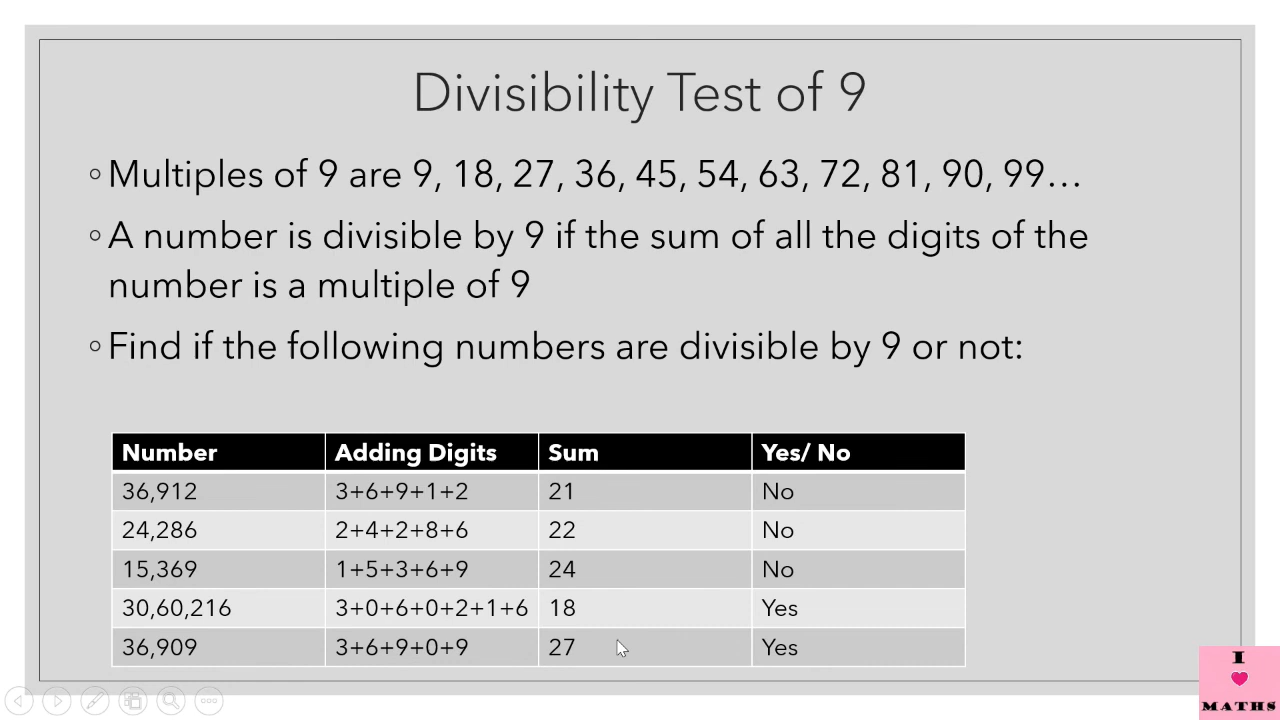 Divisibility Test of 9
◦Multiples of 9 are 9, 18, 27, 36, 45, 54, 63, 72, 81, 90, 99...
◦A number is divisible by 9 if the sum of all the digits of the
number is a multiple of 9
◦Find if the following numbers are divisible by 9 or not:
Number Adding Digits Sum Yes/ No
36,912 3+6+9+1+2 21 No
24,286 2+4+2+8+6 22 No
15,369 1+5+3+6+9 24 No
30,60,216 3+0+6+0+2+1+6 18 Yes
36,909 3+6+9+0+9 27 Yes
I
MATHS